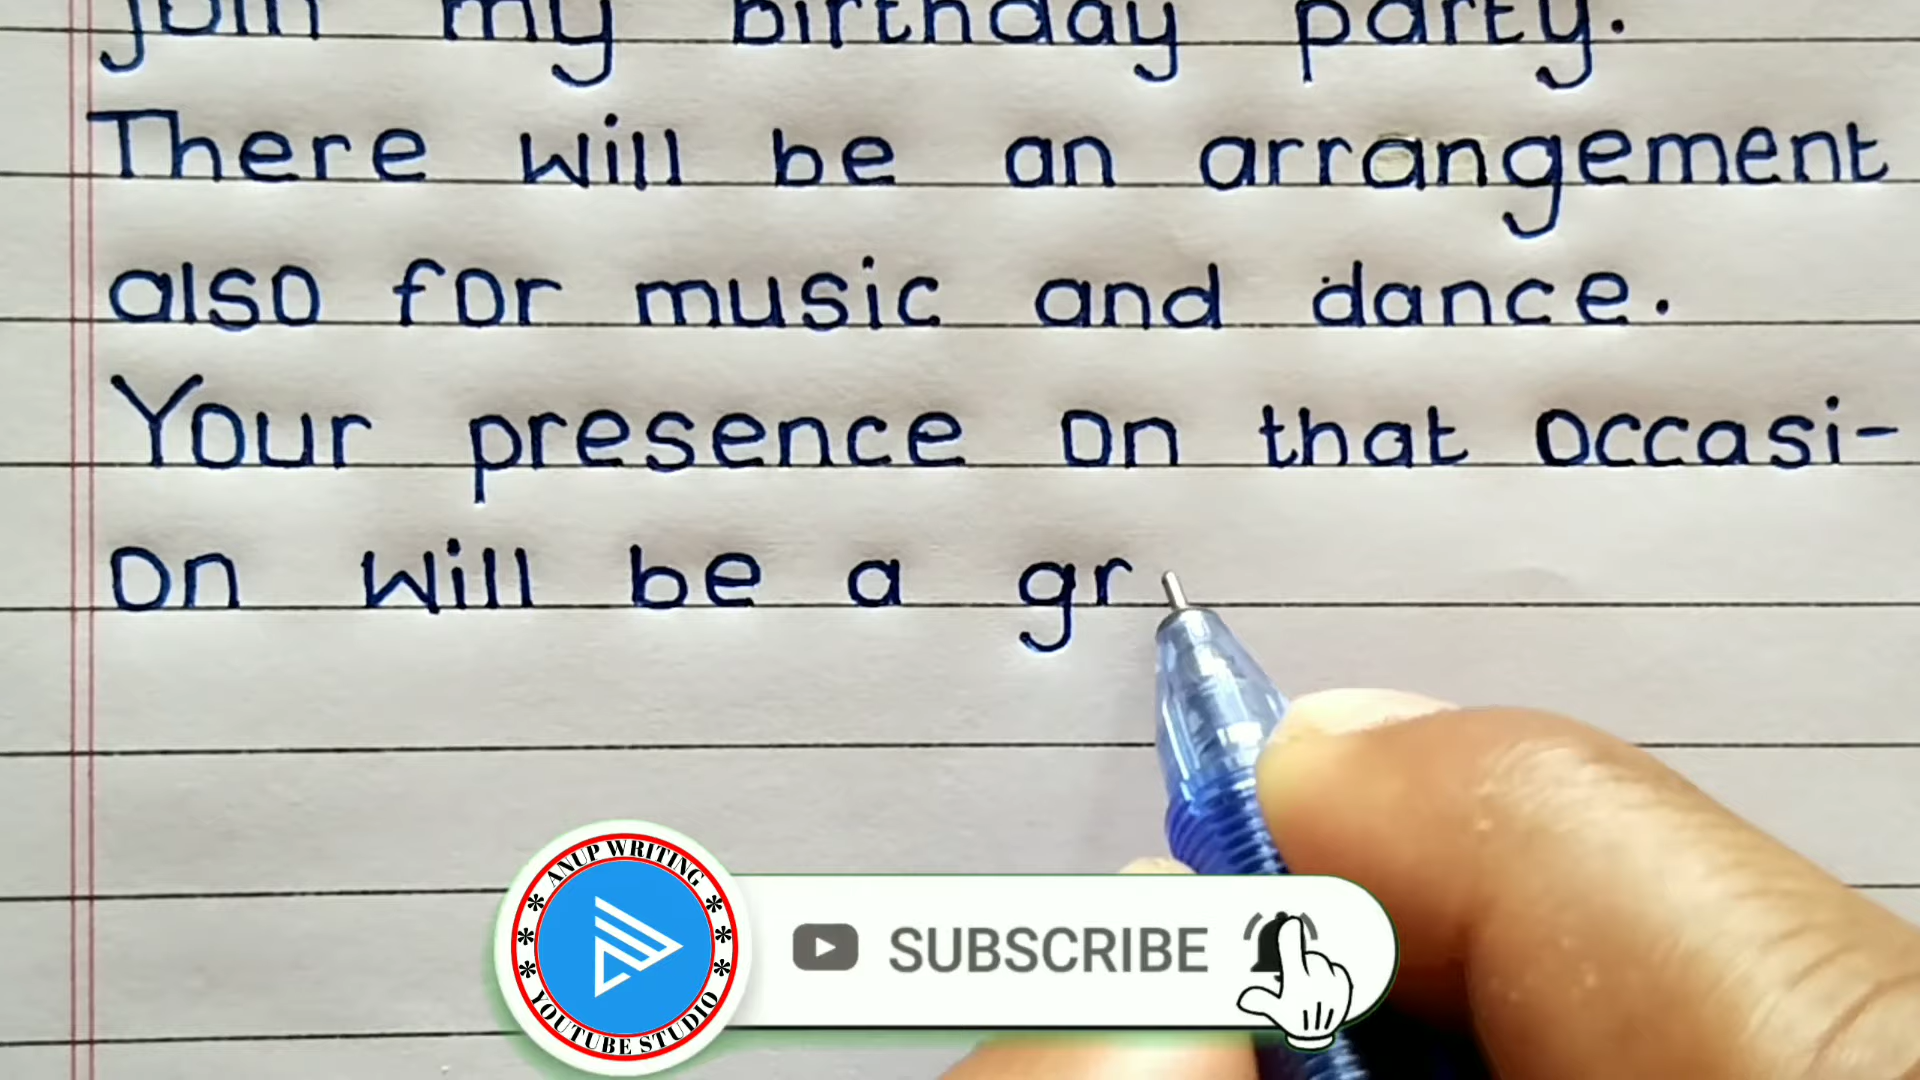 join my birthday party.
There will be an arrangement
also for music and dance.
Your presence on that occasi-
on will be a gr
ANUP WRITING
YOUTUBE STUDIO
SUBSCRIBE